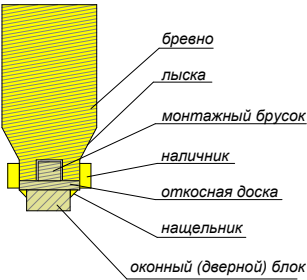 бревно
лыска
монтажный брусок
наличник
откосная доска
нащельник
оконный (дверной) блок